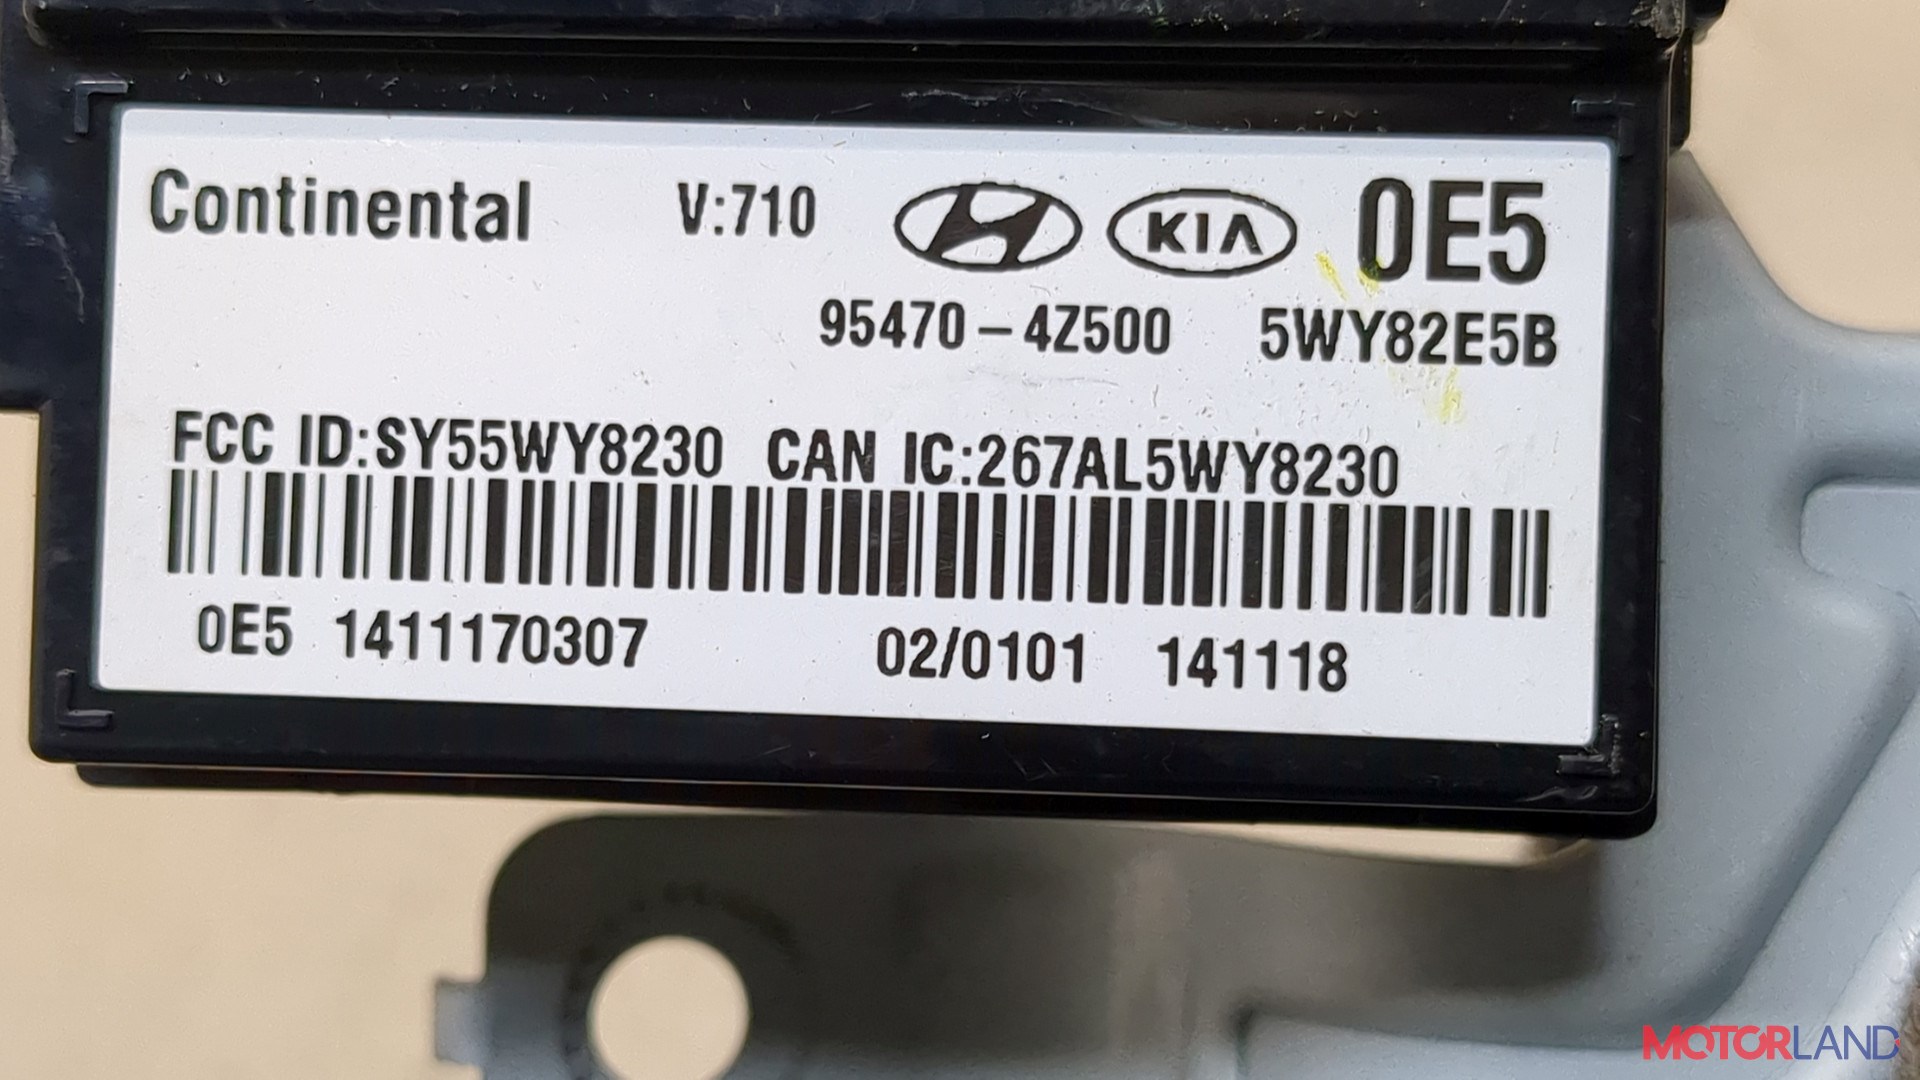 Continental V:710 KIA 0E5
95470-4Z500 5WY82E5B
FCC ID:SY55WY8230 CAN IC:267AL5WY8230
0E5 1411170307 02/0101 141118
MOTORLAND